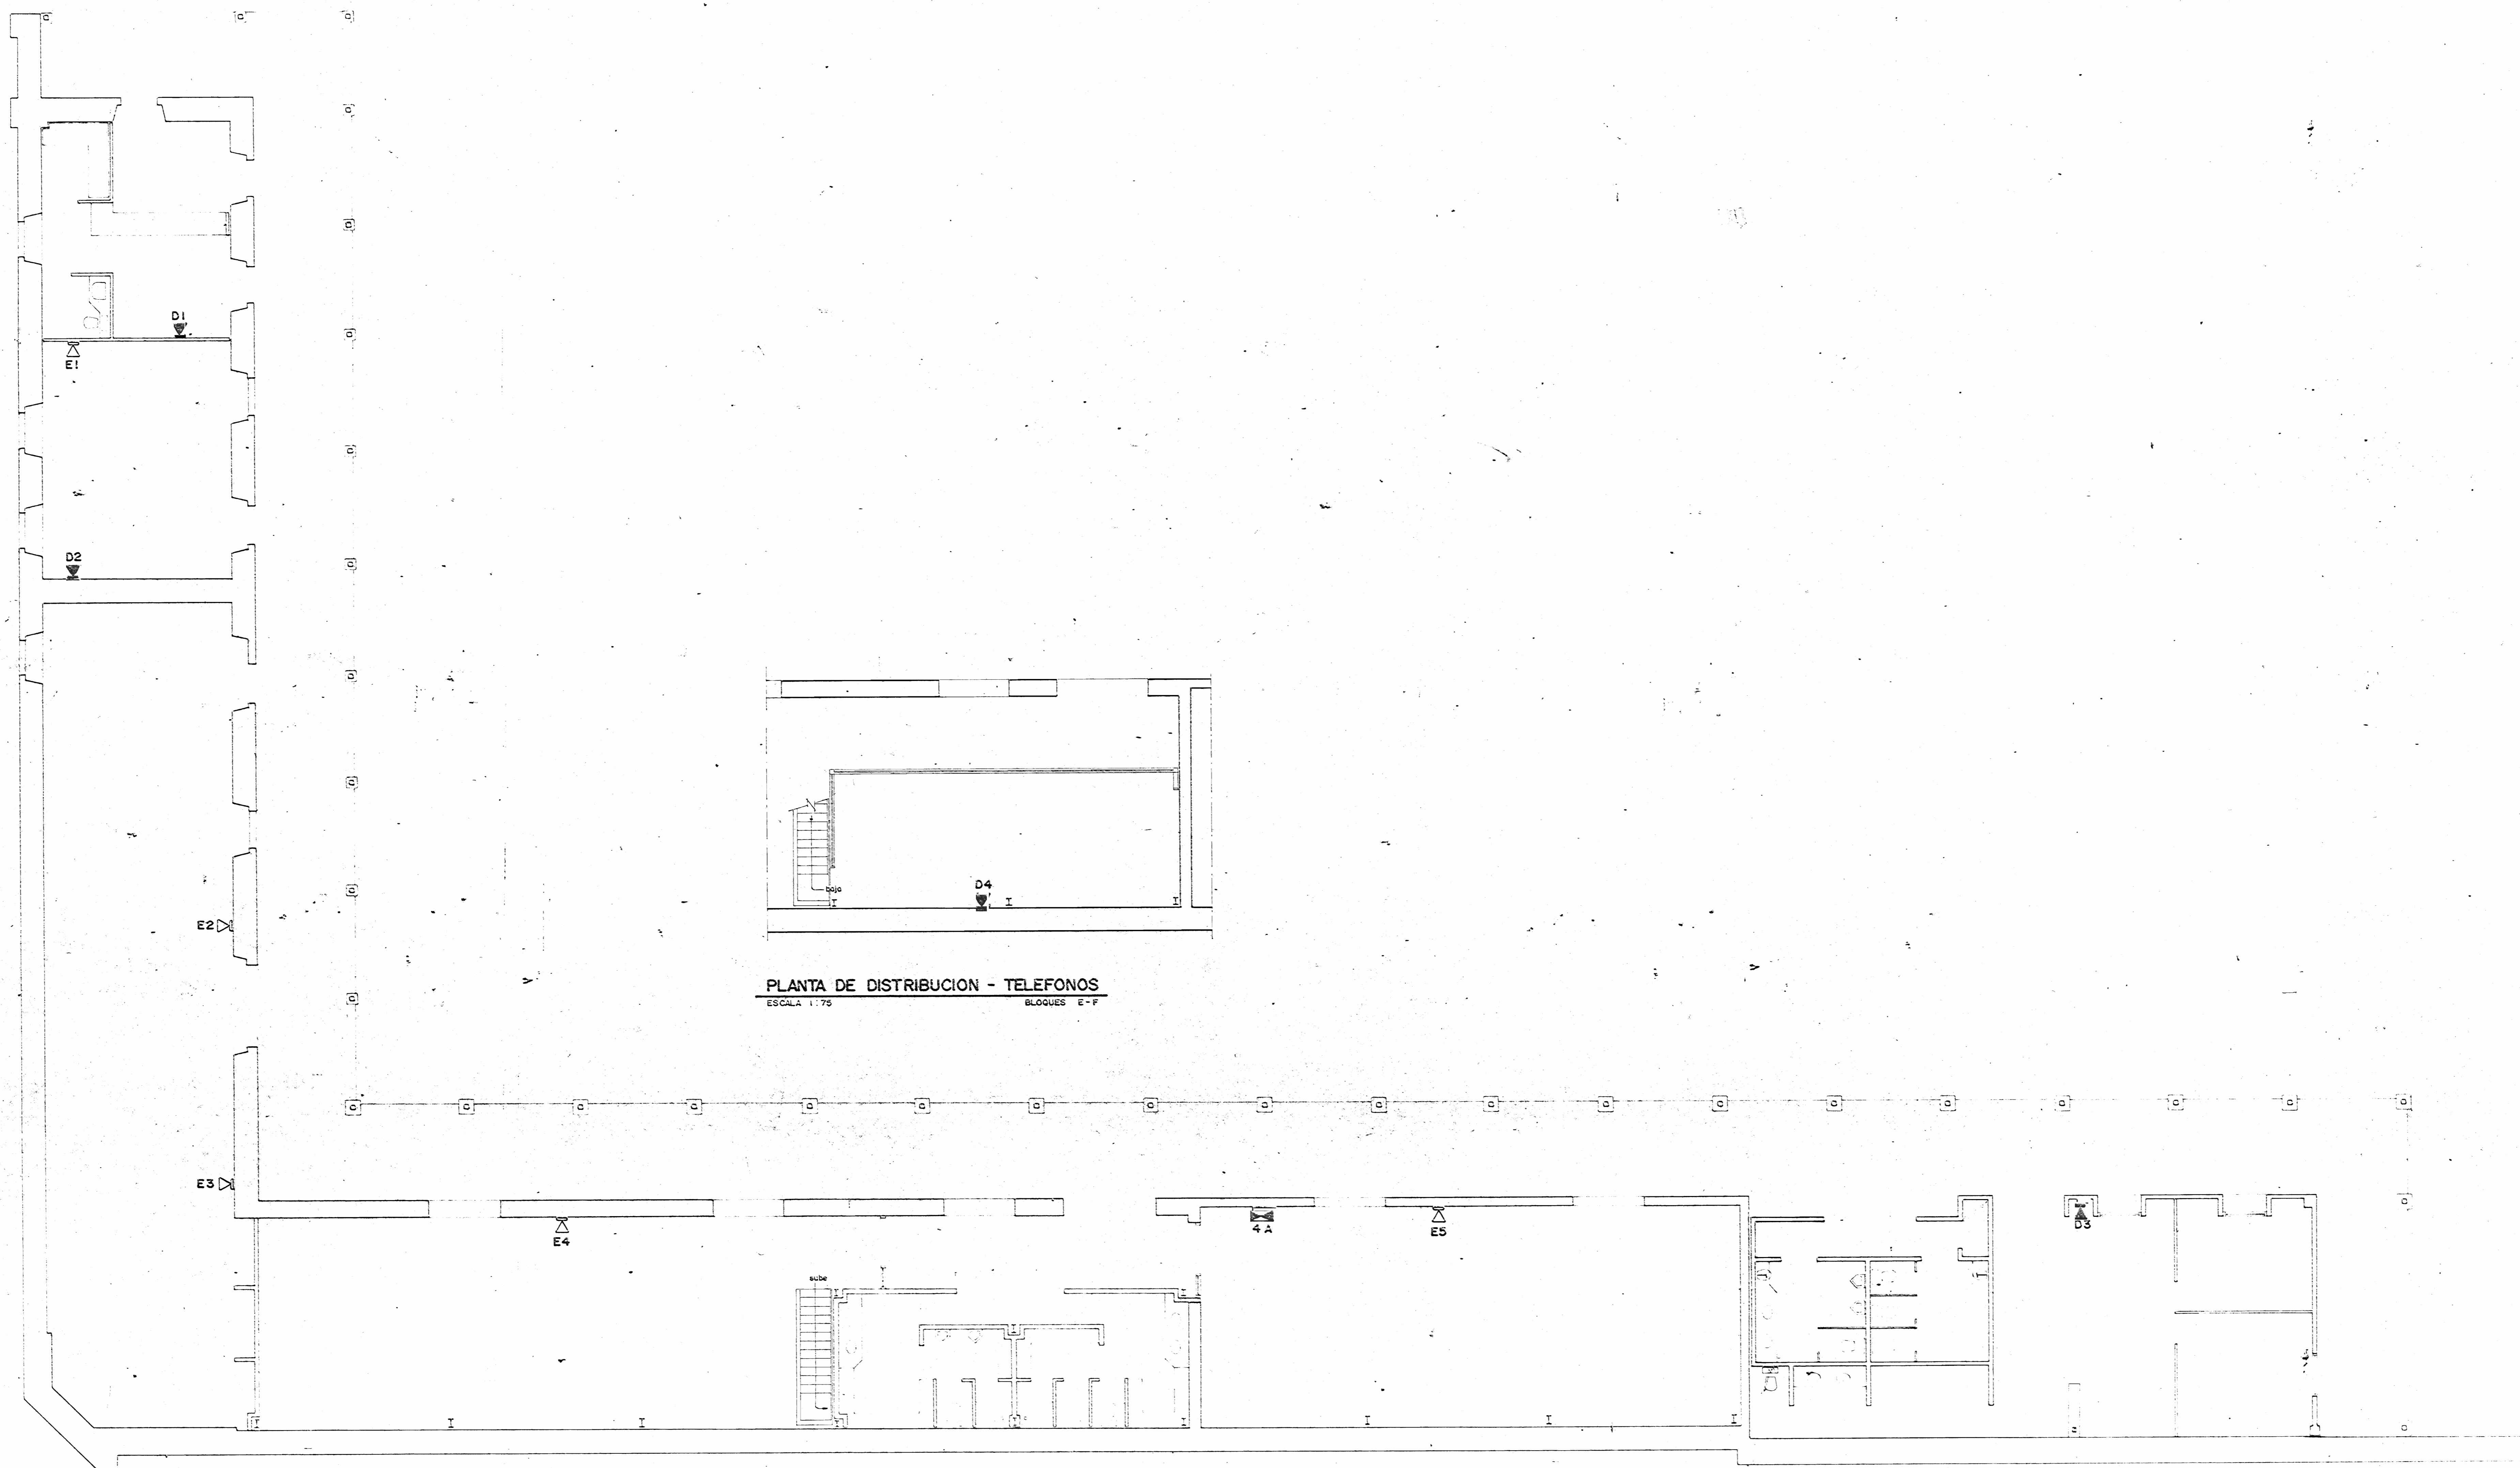 D1
E1
D2
baja
D4
E2
PLANTA DE DISTRIBUCION - TELEFONOS
ESCALA 1:75 BLOQUES E-F
E3
E4
4A
E5
D3
sube